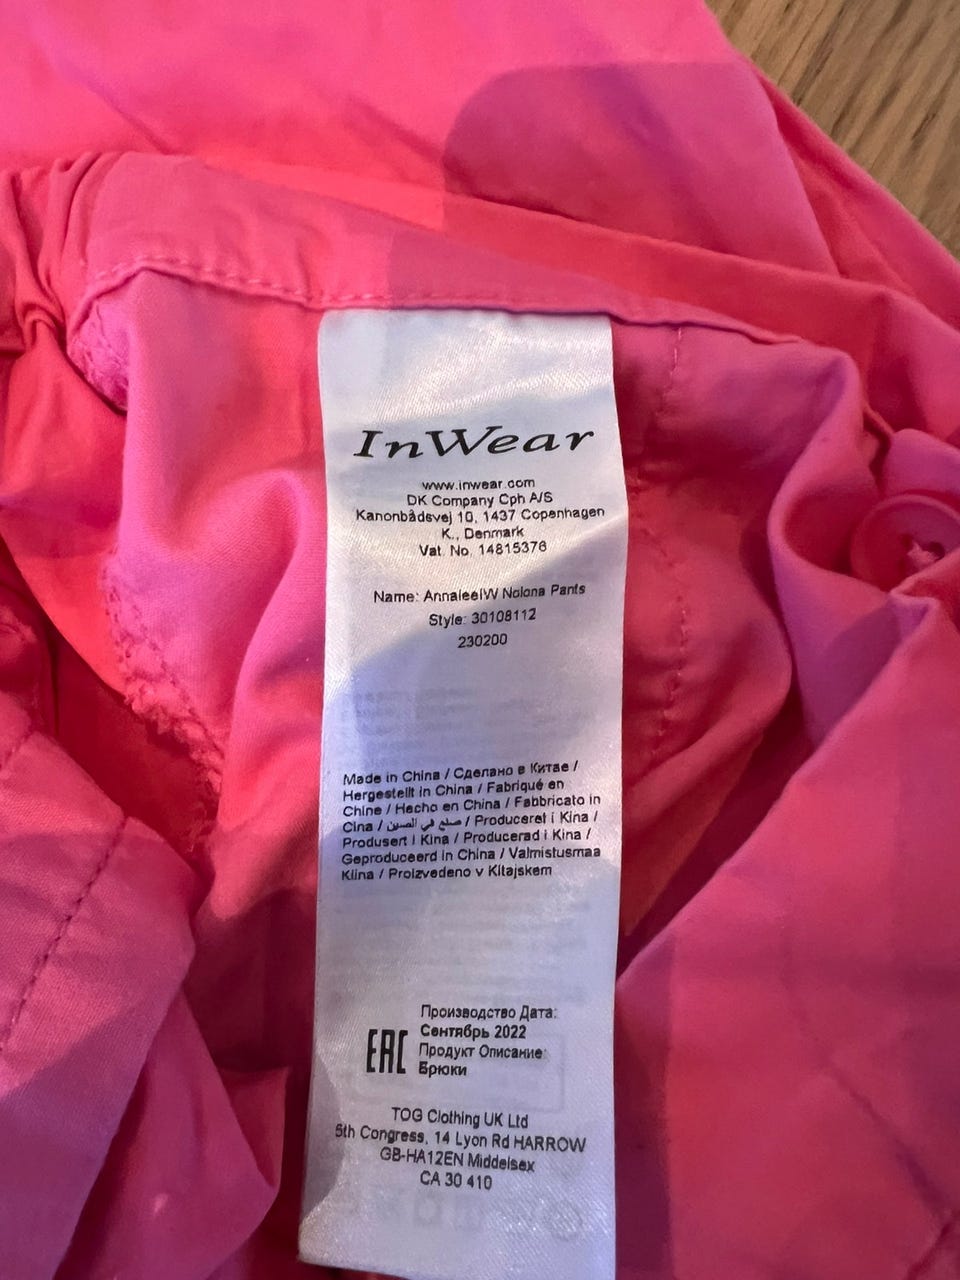 InWear
www.inwear.com
DK Company Cph A/S
Kanonbådsvej 10, 1437 Copenhagen
K., Denmark
Vat. No. 14815376
Name: AnnaleeIW Nolona Pants
Style: 30108112
230200
Made in China / Сделано в Китае /
Hergestellt in China / Fabriqué en
Chine / Hecho en China / Fabbricato in
Cina / صنع في الصين / Produceret i Kina /
Produsert i Kina / Producerad i Kina /
Geproduceerd in China / Valmistusmaa
Kiina / Proizvedeno v Kitajskem
Производство Дата:
Сентябрь 2022
EAC
Продукт Описание:
Брюки
TOG Clothing UK Ltd
5th Congress, 14 Lyon Rd HARROW
GB-HA12EN Middelsex
CA 30 410